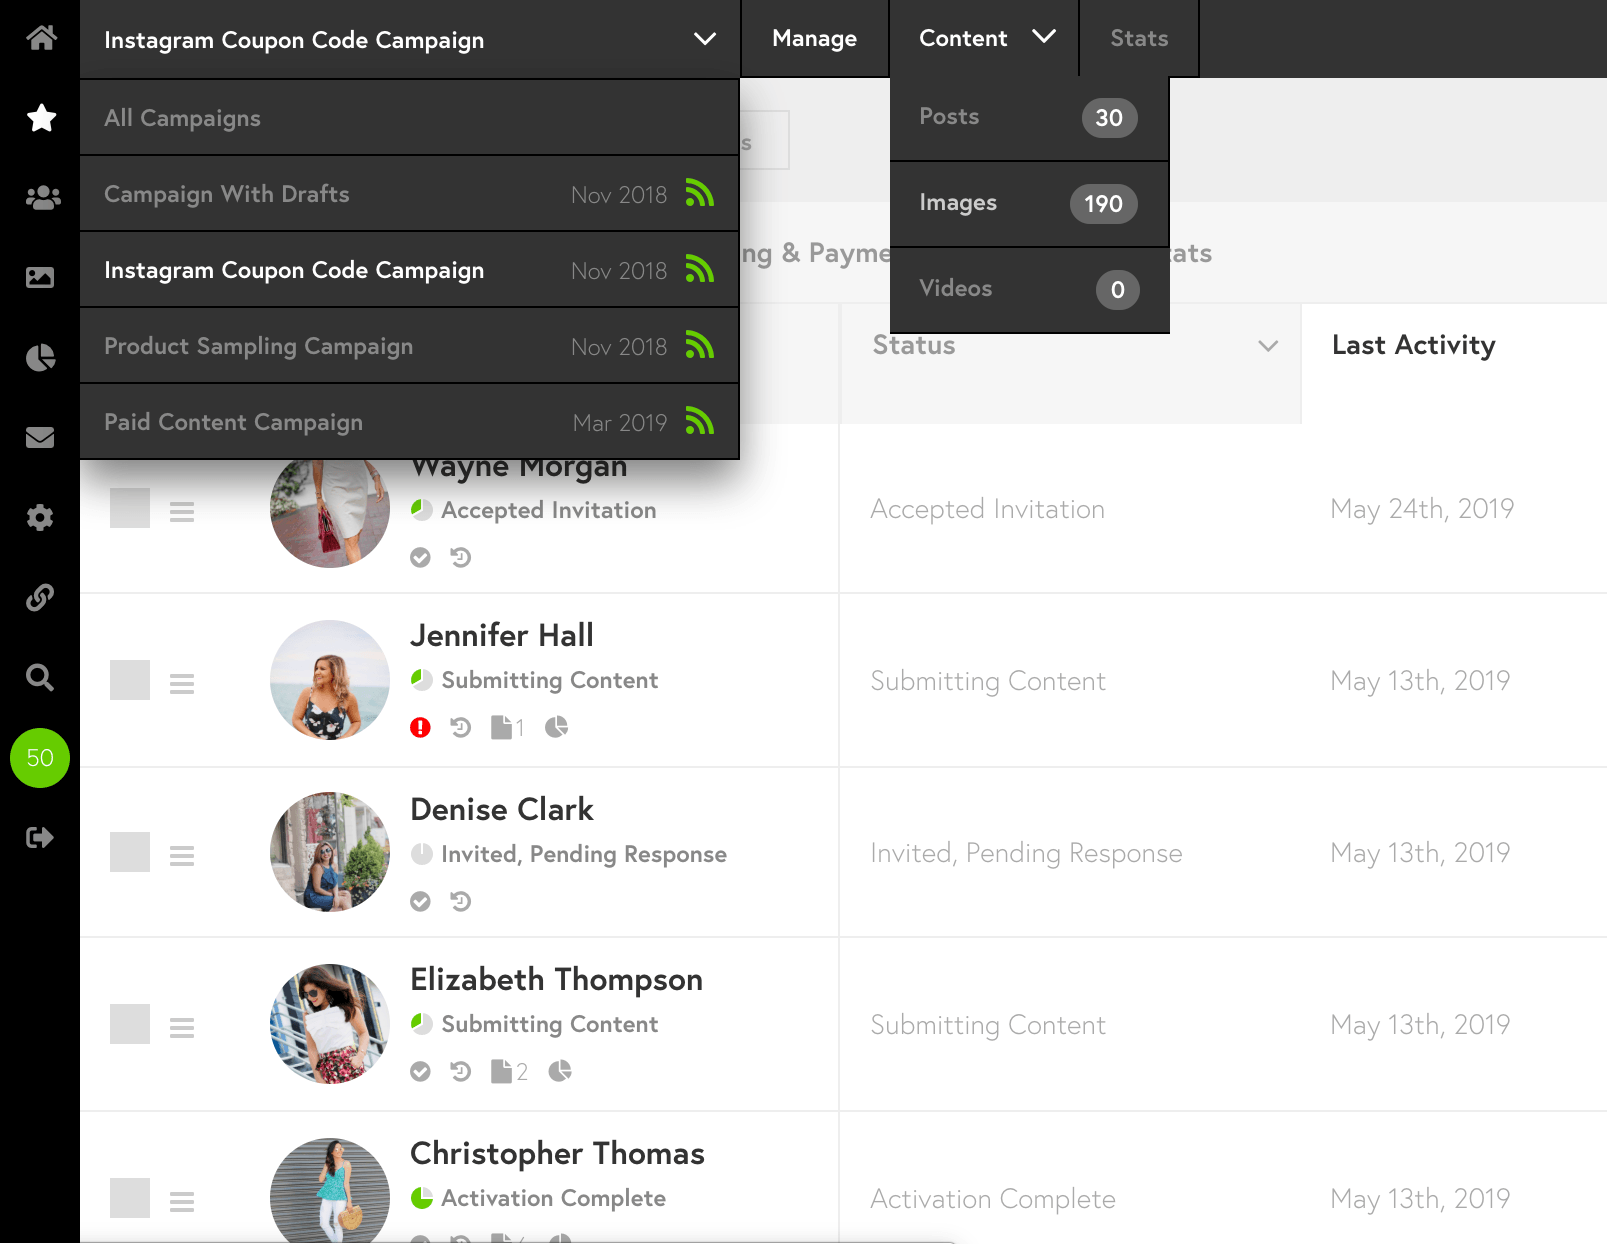 Instagram Coupon Code Campaign
Manage
Content
Stats
All Campaigns
Campaign With Drafts Nov 2018
Instagram Coupon Code Campaign Nov 2018
Product Sampling Campaign Nov 2018
Paid Content Campaign Mar 2019
Posts 30
Images 190
Videos 0
s
ng & Payme
tats
Status
Last Activity
Wayne Morgan
Accepted Invitation
Accepted Invitation
May 24th, 2019
Jennifer Hall
Submitting Content
1
Submitting Content
May 13th, 2019
Denise Clark
Invited, Pending Response
Invited, Pending Response
May 13th, 2019
Elizabeth Thompson
Submitting Content
2
Submitting Content
May 13th, 2019
Christopher Thomas
Activation Complete
Activation Complete
May 13th, 2019
50